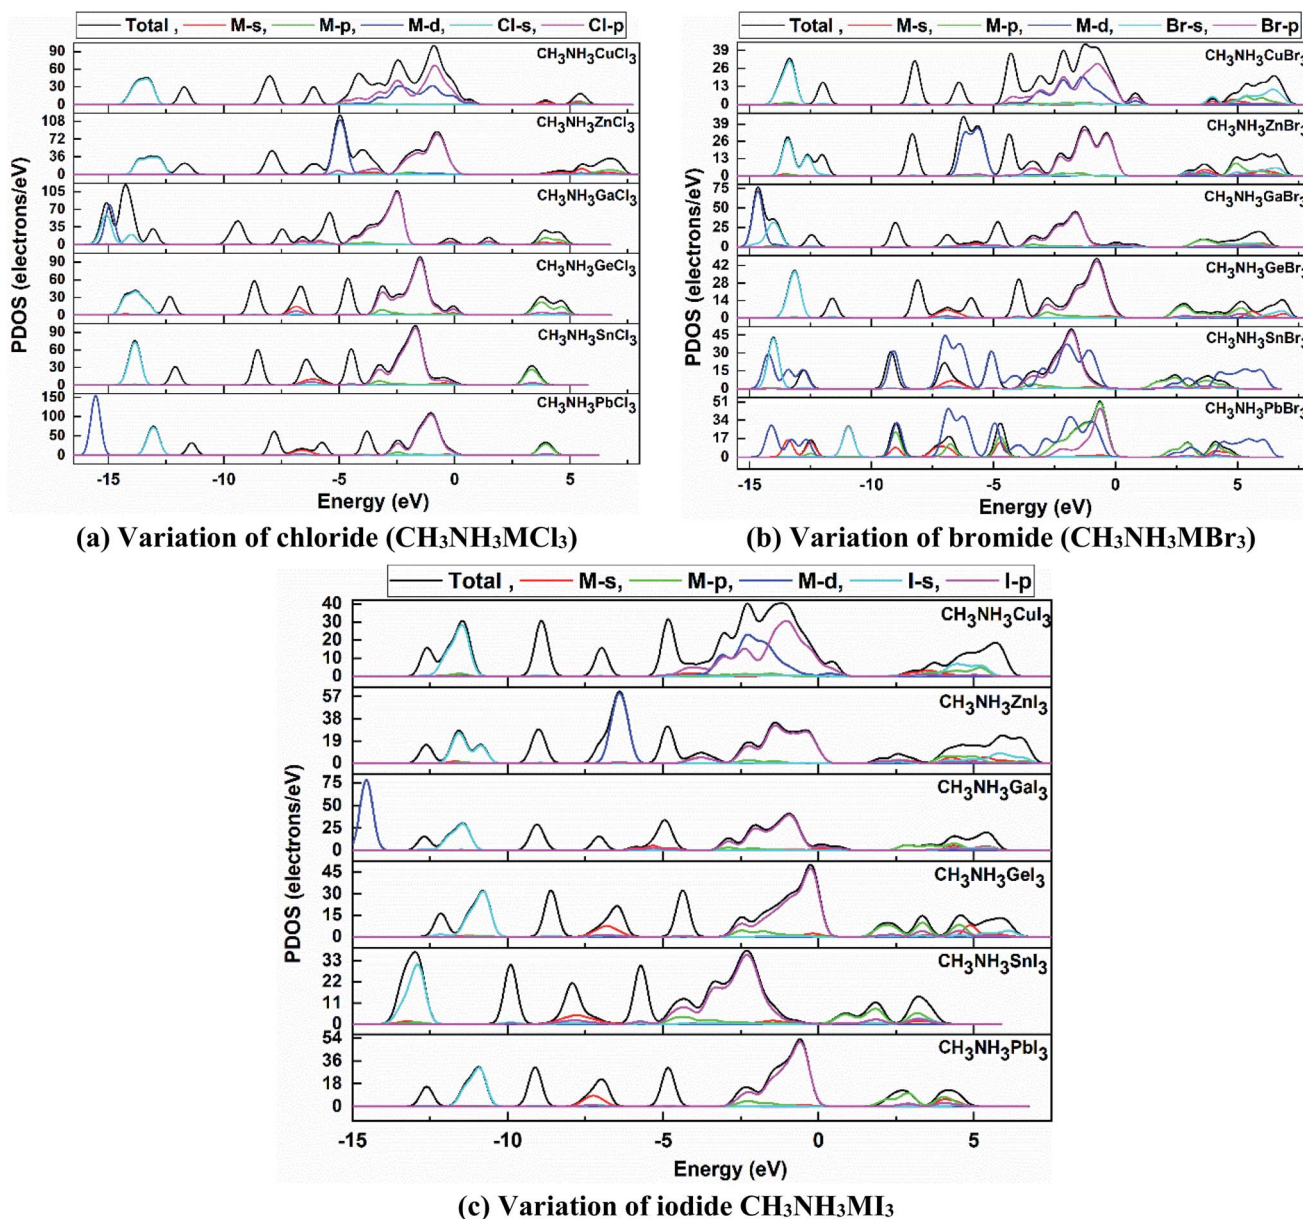 Total , M-s, M-p, M-d, Cl-s, Cl-p
CH₃NH₃CuCl₃
90
60
30
0
CH₃NH₃ZnCl₃
108
72
36
0
CH₃NH₃GaCl₃
105
70
35
0
CH₃NH₃GeCl₃
90
60
30
0
CH₃NH₃SnCl₃
90
60
30
0
CH₃NH₃PbCl₃
150
100
50
0
PDOS (electrons/eV)
-15 -10 -5 0 5
Energy (eV)
(a) Variation of chloride (CH₃NH₃MCl₃)
Total , M-s, M-p, M-d, Br-s, Br-p
CH₃NH₃CuBr₃
39
26
13
0
CH₃NH₃ZnBr₃
39
26
13
0
CH₃NH₃GaBr₃
75
50
25
0
CH₃NH₃GeBr₃
42
28
14
0
CH₃NH₃SnBr₃
45
30
15
0
CH₃NH₃PbBr₃
51
34
17
0
PDOS (electrons/eV)
-15 -10 -5 0 5
Energy (eV)
(b) Variation of bromide (CH₃NH₃MBr₃)
Total , M-s, M-p, M-d, I-s, I-p
CH₃NH₃CuI₃
40
30
20
10
0
CH₃NH₃ZnI₃
57
38
19
0
CH₃NH₃GaI₃
75
50
25
0
CH₃NH₃GeI₃
45
30
15
0
CH₃NH₃SnI₃
33
22
11
0
CH₃NH₃PbI₃
54
36
18
0
PDOS (electrons/eV)
-15 -10 -5 0 5
Energy (eV)
(c) Variation of iodide CH₃NH₃MI₃